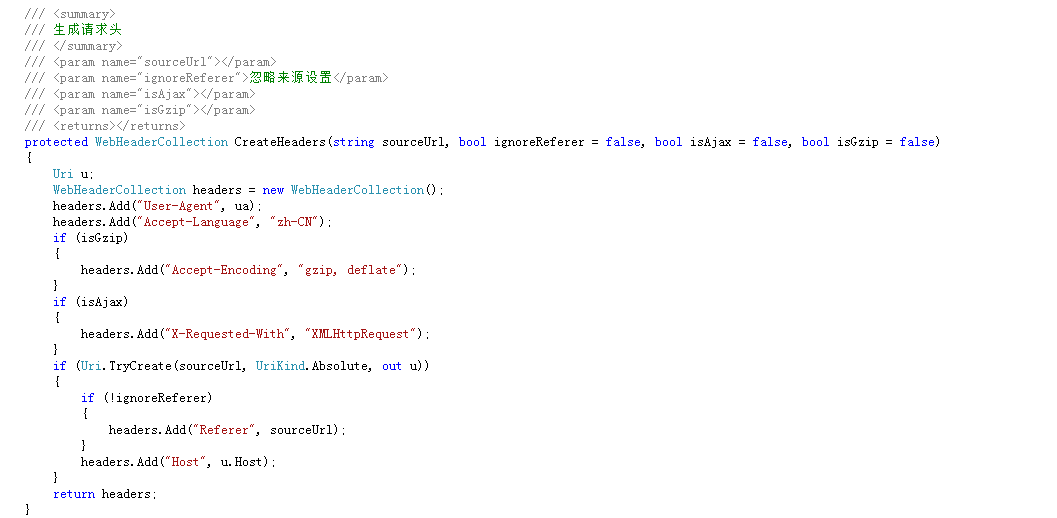 /// <summary>
/// 生成请求头
/// </summary>
/// <param name="sourceUrl"></param>
/// <param name="ignoreReferer">忽略来源设置</param>
/// <param name="isAjax"></param>
/// <param name="isGzip"></param>
/// <returns></returns>
protected WebHeaderCollection CreateHeaders(string sourceUrl, bool ignoreReferer = false, bool isAjax = false, bool isGzip = false)
{
Uri u;
WebHeaderCollection headers = new WebHeaderCollection();
headers.Add("User-Agent", ua);
headers.Add("Accept-Language", "zh-CN");
if (isGzip)
{
headers.Add("Accept-Encoding", "gzip, deflate");
}
if (isAjax)
{
headers.Add("X-Requested-With", "XMLHttpRequest");
}
if (Uri.TryCreate(sourceUrl, UriKind.Absolute, out u))
{
if (!ignoreReferer)
{
headers.Add("Referer", sourceUrl);
}
headers.Add("Host", u.Host);
}
return headers;
}